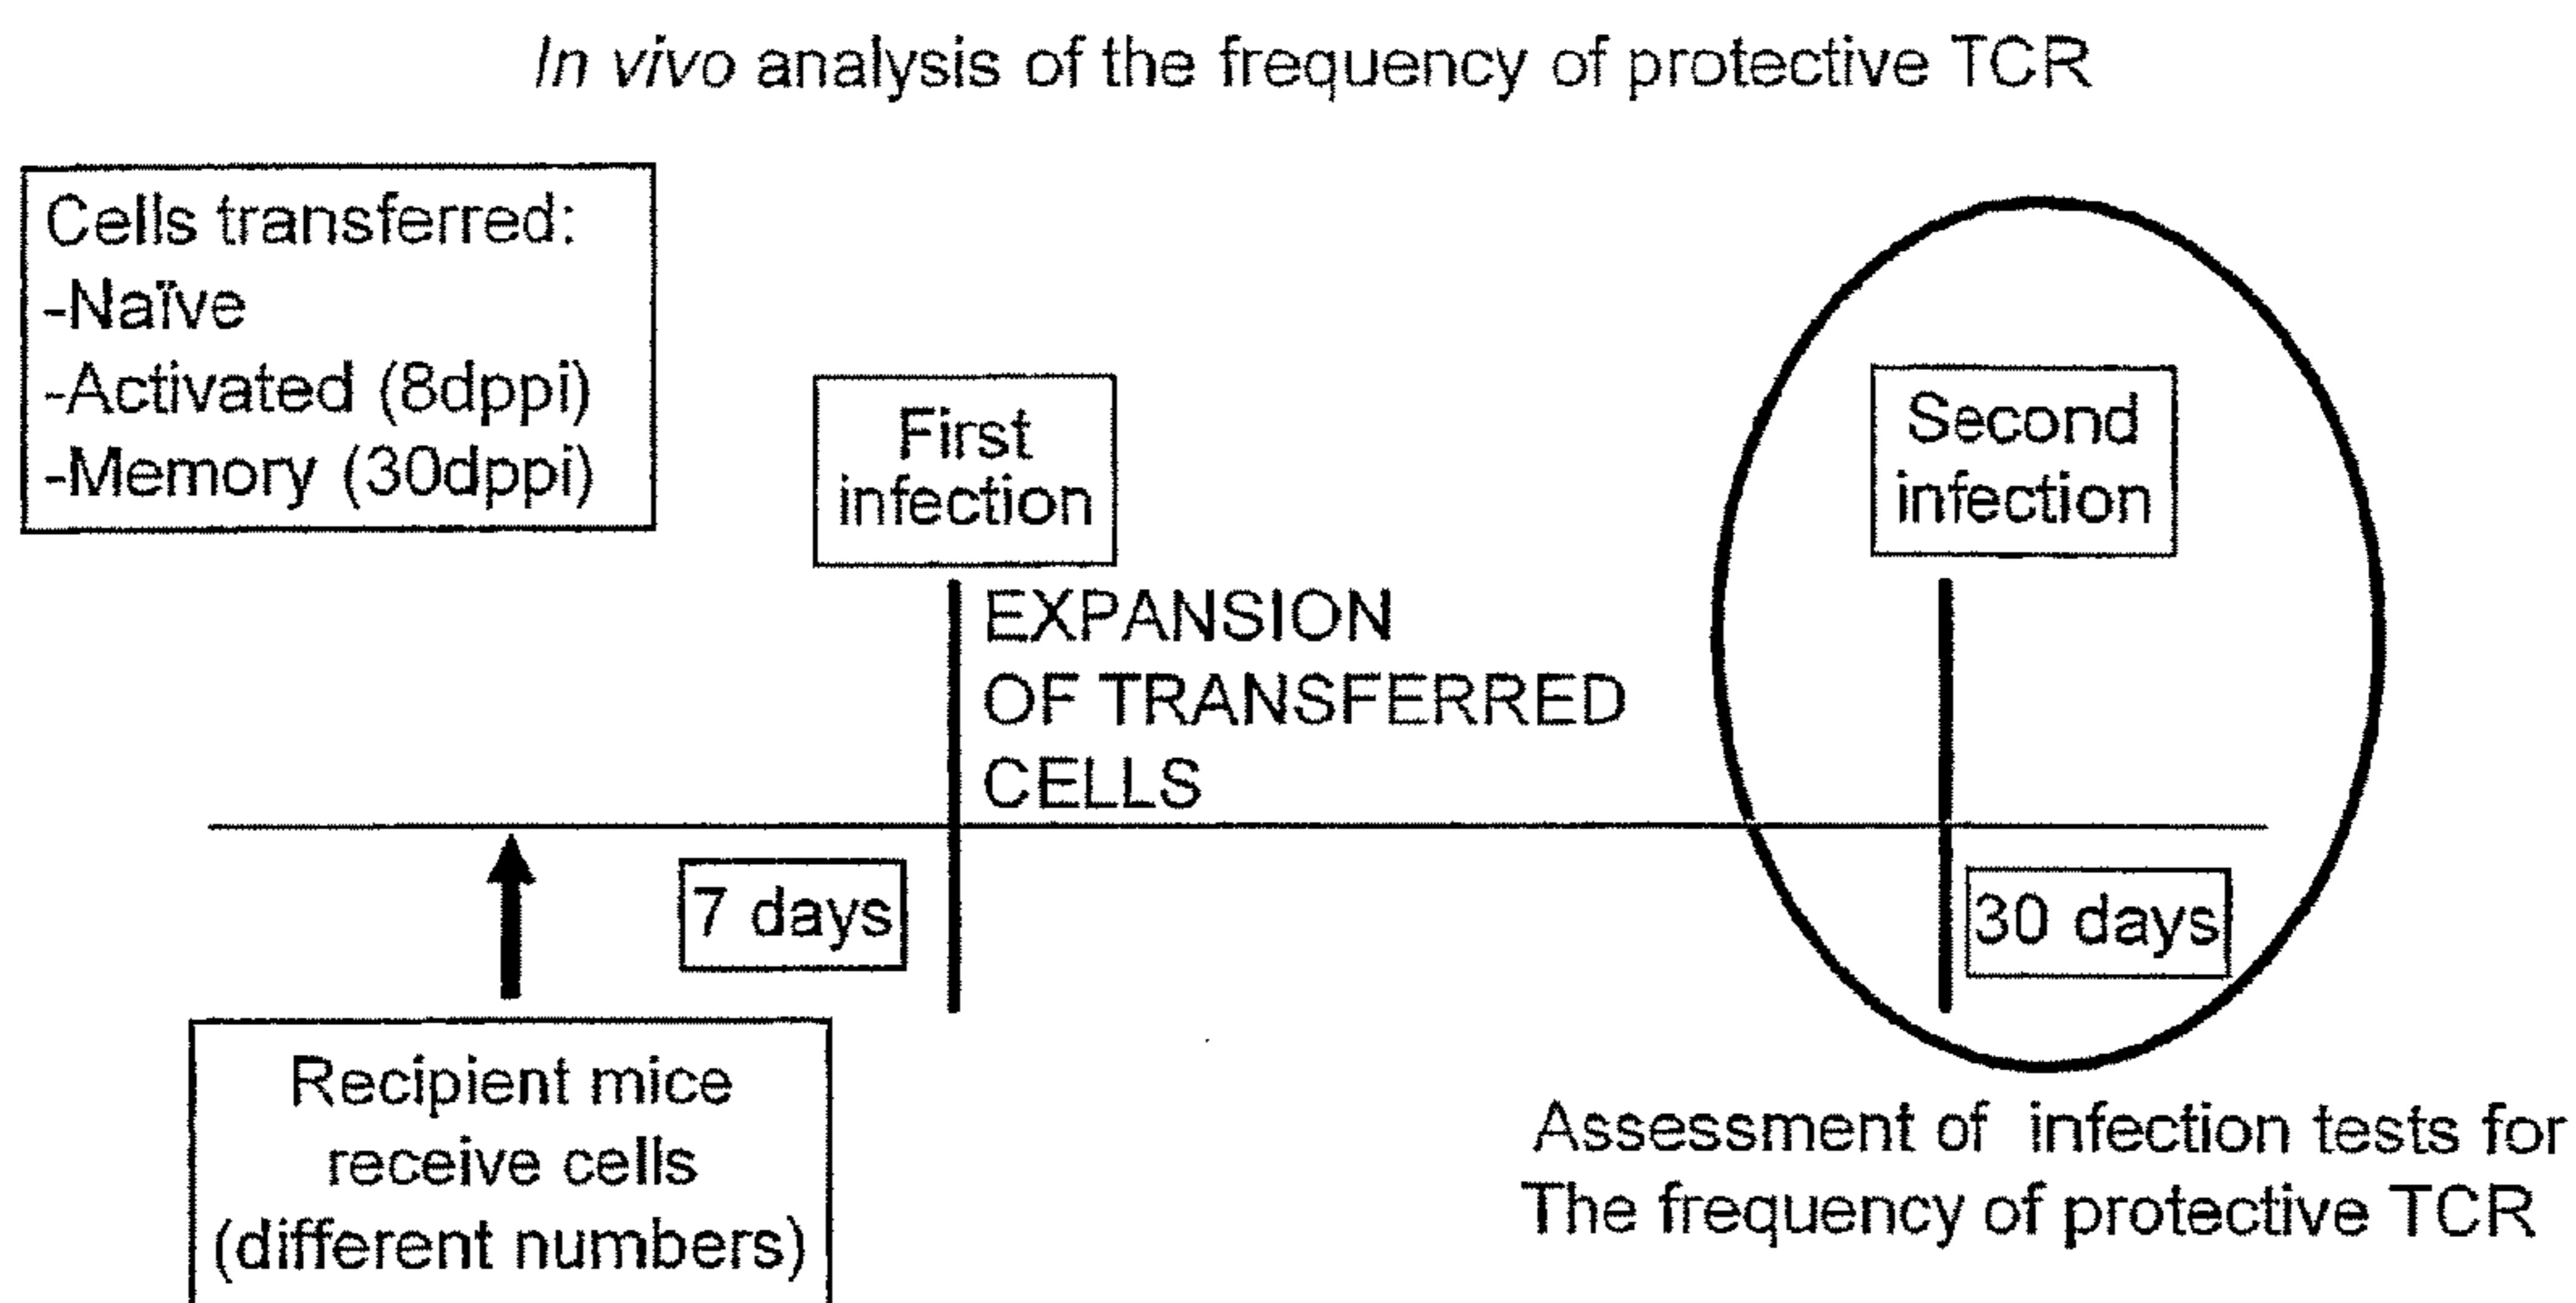 In vivo analysis of the frequency of protective TCR
Cells transferred:
-Naïve
-Activated (8dppi)
-Memory (30dppi)
First
infection
Second
infection
EXPANSION
OF TRANSFERRED
CELLS
7 days
30 days
Recipient mice
receive cells
(different numbers)
Assessment of infection tests for
The frequency of protective TCR